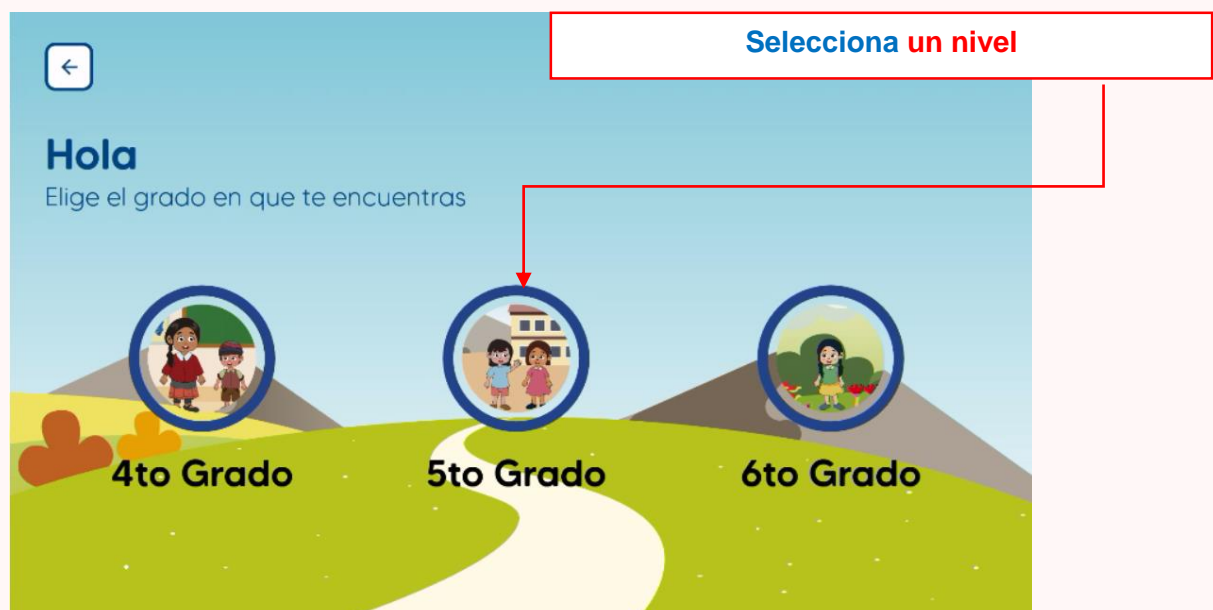 Selecciona un nivel
Hola
Elige el grado en que te encuentras
4to Grado
5to Grado
6to Grado